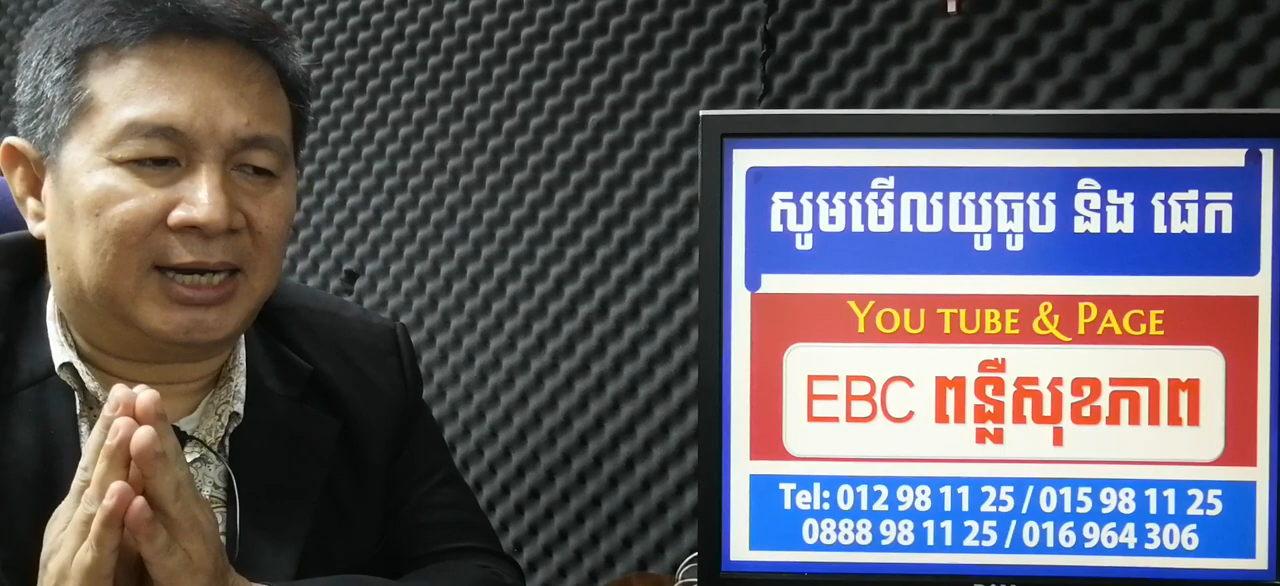 សូមមើលយូធូប និង ផេក
YOU TUBE & PAGE
EBC ពន្លឺសុខភាព
Tel: 012 98 11 25 / 015 98 11 25
0888 98 11 25 / 016 964 306